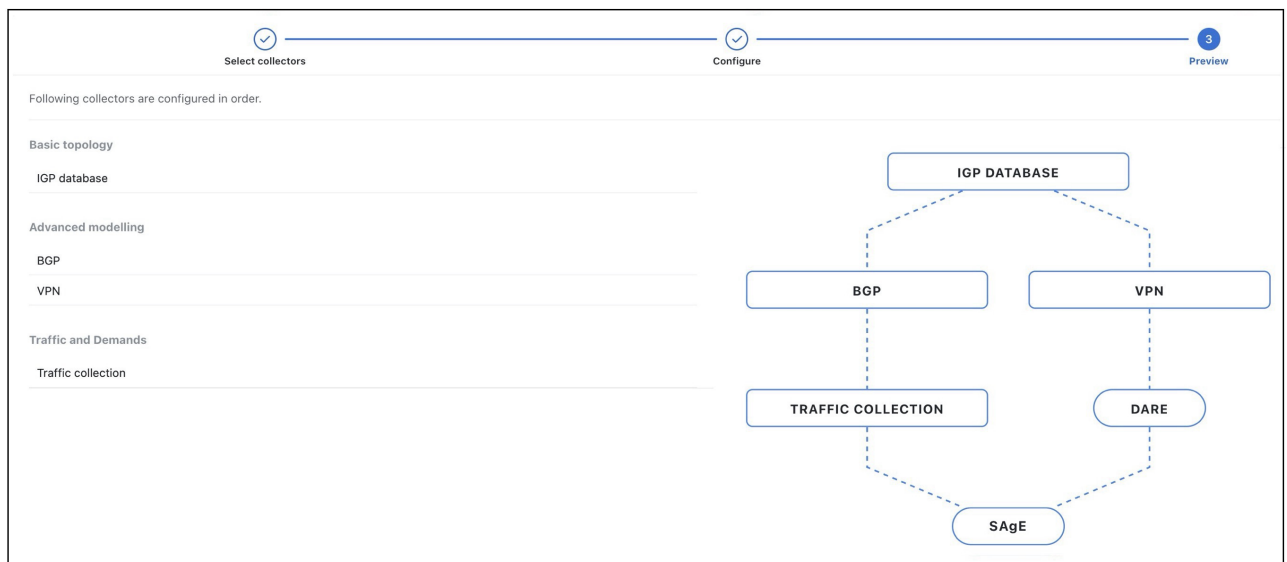 3
Select collectors
Configure
Preview
Following collectors are configured in order.
Basic topology
IGP database
Advanced modelling
BGP
VPN
Traffic and Demands
Traffic collection
IGP DATABASE
BGP
VPN
TRAFFIC COLLECTION
DARE
SAgE